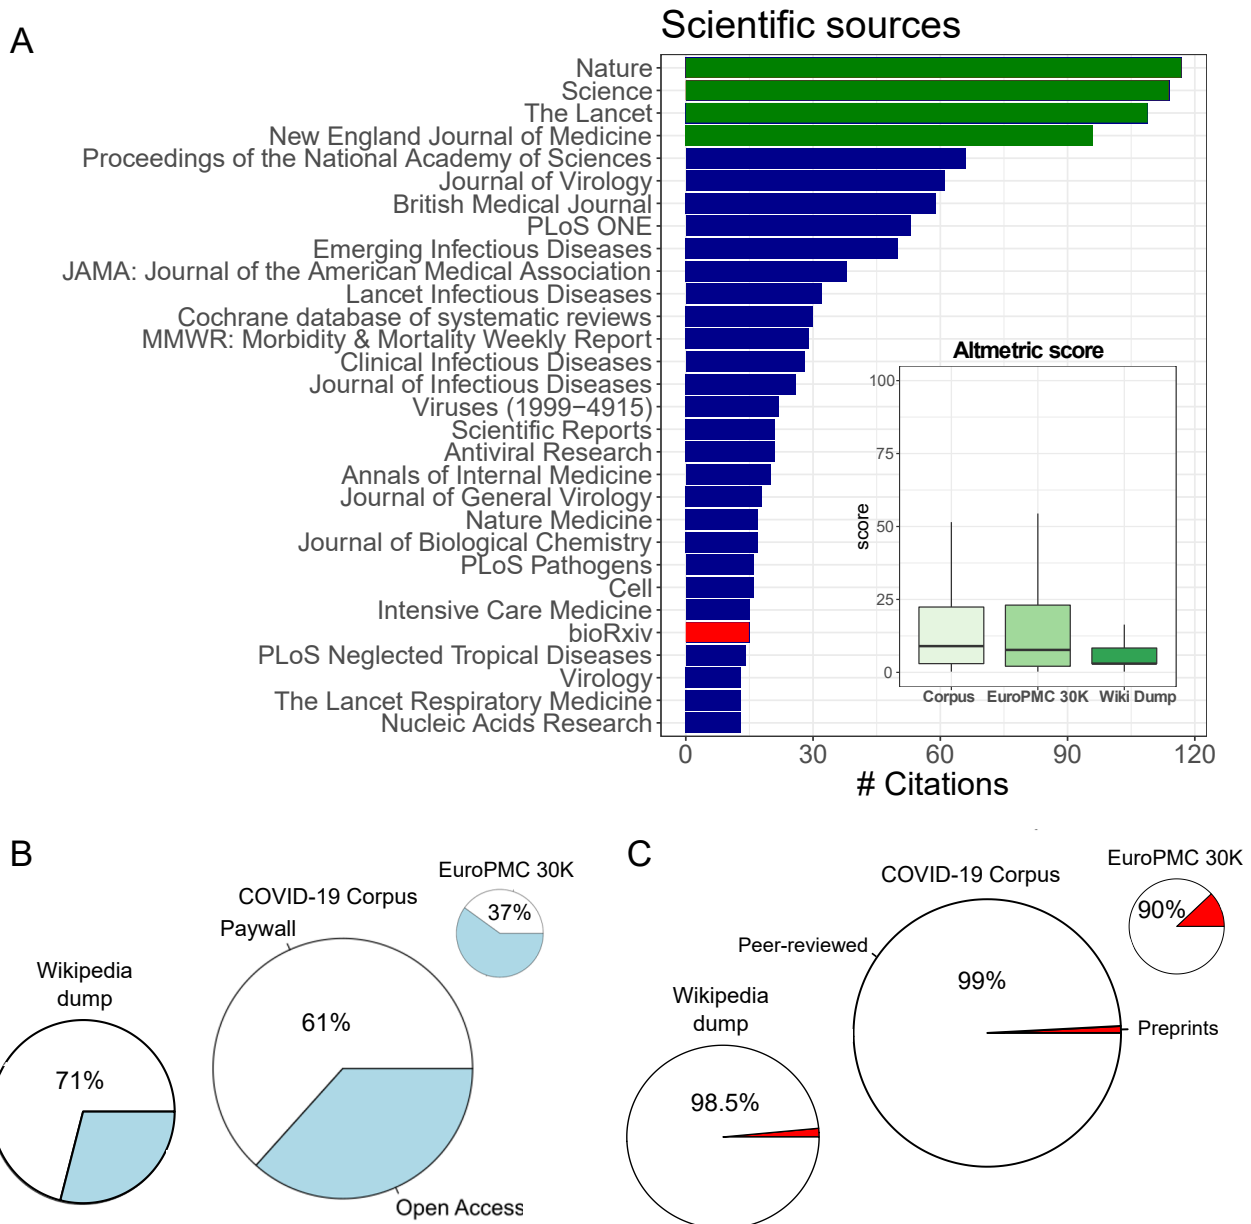 A
Scientific sources
Nature
Science
The Lancet
New England Journal of Medicine
Proceedings of the National Academy of Sciences
Journal of Virology
British Medical Journal
PLoS ONE
Emerging Infectious Diseases
JAMA: Journal of the American Medical Association
Lancet Infectious Diseases
Cochrane database of systematic reviews
MMWR: Morbidity & Mortality Weekly Report
Clinical Infectious Diseases
Journal of Infectious Diseases
Viruses (1999−4915)
Scientific Reports
Antiviral Research
Annals of Internal Medicine
Journal of General Virology
Nature Medicine
Journal of Biological Chemistry
PLoS Pathogens
Cell
Intensive Care Medicine
bioRxiv
PLoS Neglected Tropical Diseases
Virology
The Lancet Respiratory Medicine
Nucleic Acids Research
0 30 60 90 120
# Citations
Altmetric score
100
75
50
25
0
score
Corpus EuroPMC 30K Wiki Dump
B
Wikipedia
dump
71%
COVID-19 Corpus
Paywall
61%
Open Access
EuroPMC 30K
37%
C
Wikipedia
dump
98.5%
COVID-19 Corpus
Peer-reviewed
99%
Preprints
EuroPMC 30K
90%